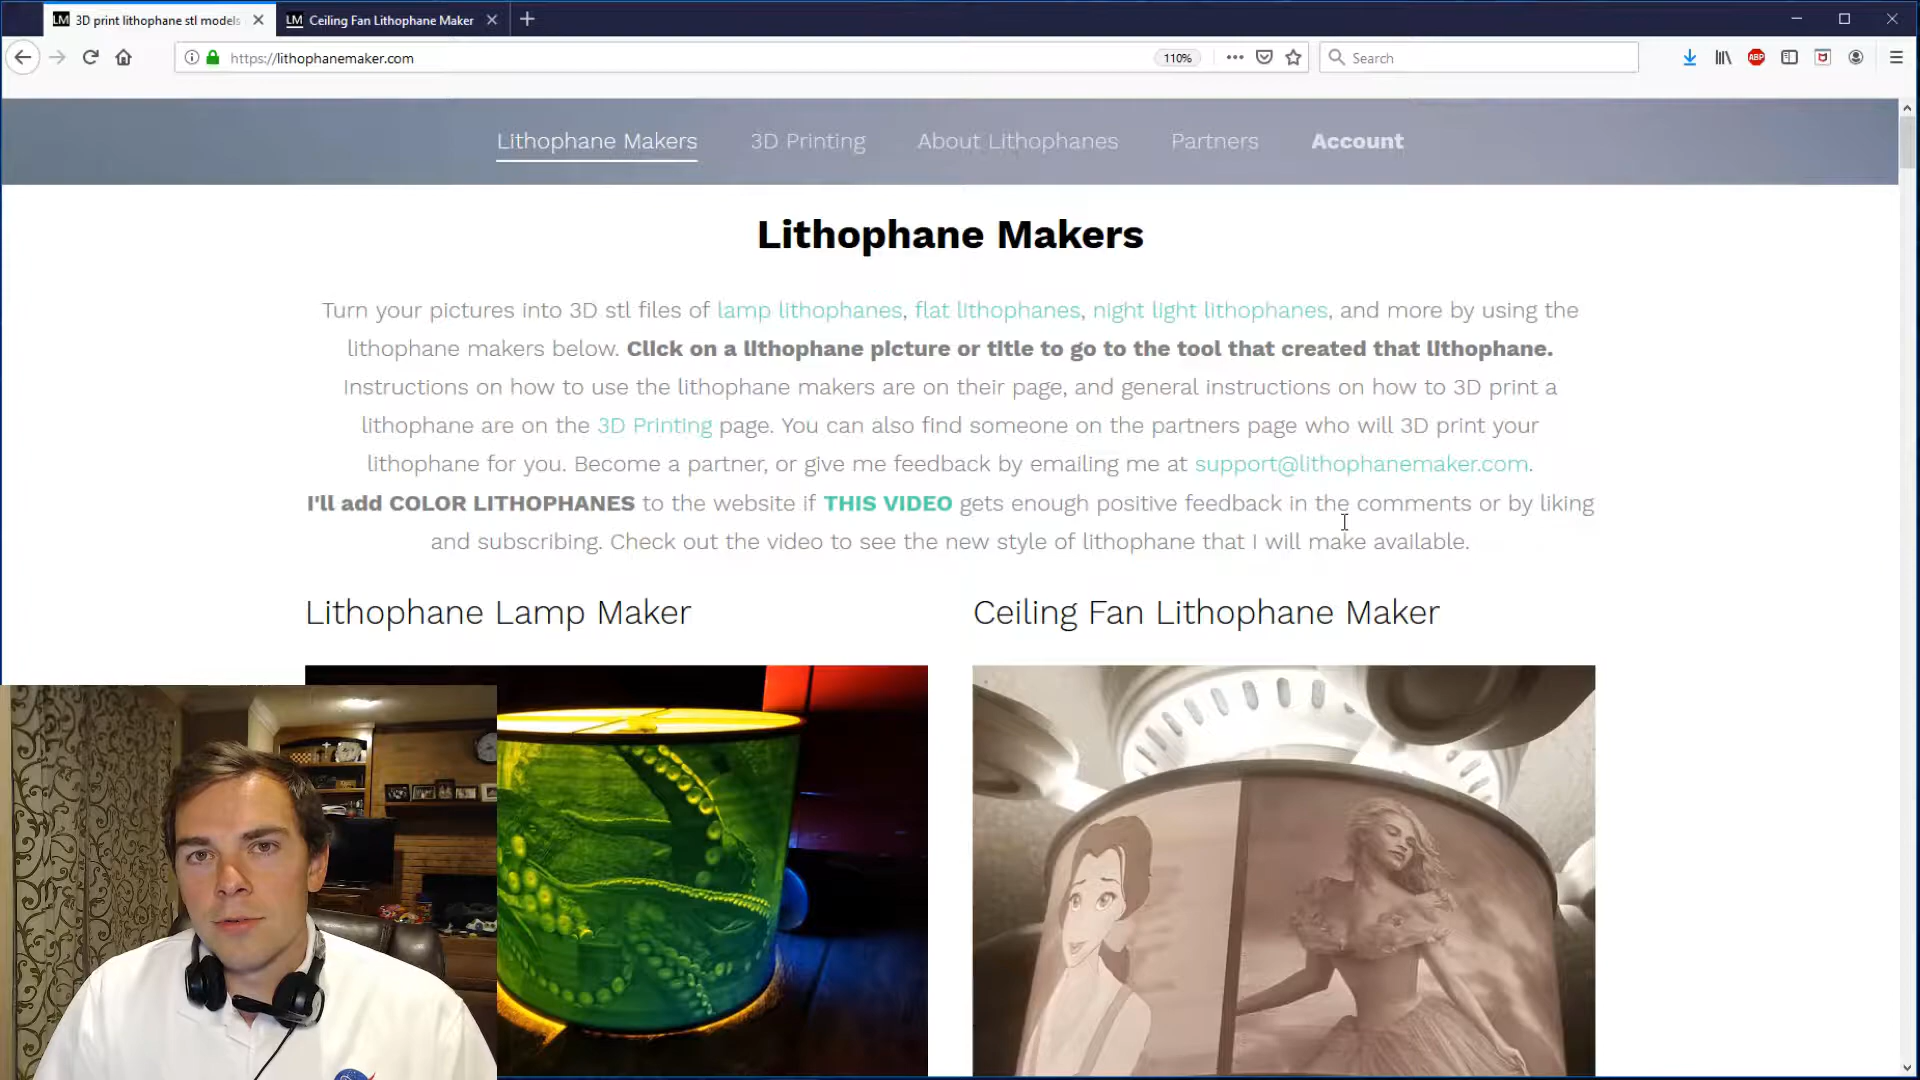 LM 3D print lithophane stl models
LM Ceiling Fan Lithophane Maker
https://lithophanemaker.com
110%
Search
ABP
Lithophane Makers
3D Printing
About Lithophanes
Partners
Account
Lithophane Makers
Turn your pictures into 3D stl files of lamp lithophanes, flat lithophanes, night light lithophanes, and more by using the
lithophane makers below. Click on a lithophane picture or title to go to the tool that created that lithophane.
Instructions on how to use the lithophane makers are on their page, and general instructions on how to 3D print a
lithophane are on the 3D Printing page. You can also find someone on the partners page who will 3D print your
lithophane for you. Become a partner, or give me feedback by emailing me at support@lithophanemaker.com.
I'll add COLOR LITHOPHANES to the website if THIS VIDEO gets enough positive feedback in the comments or by liking
and subscribing. Check out the video to see the new style of lithophane that I will make available.
Lithophane Lamp Maker
Ceiling Fan Lithophane Maker